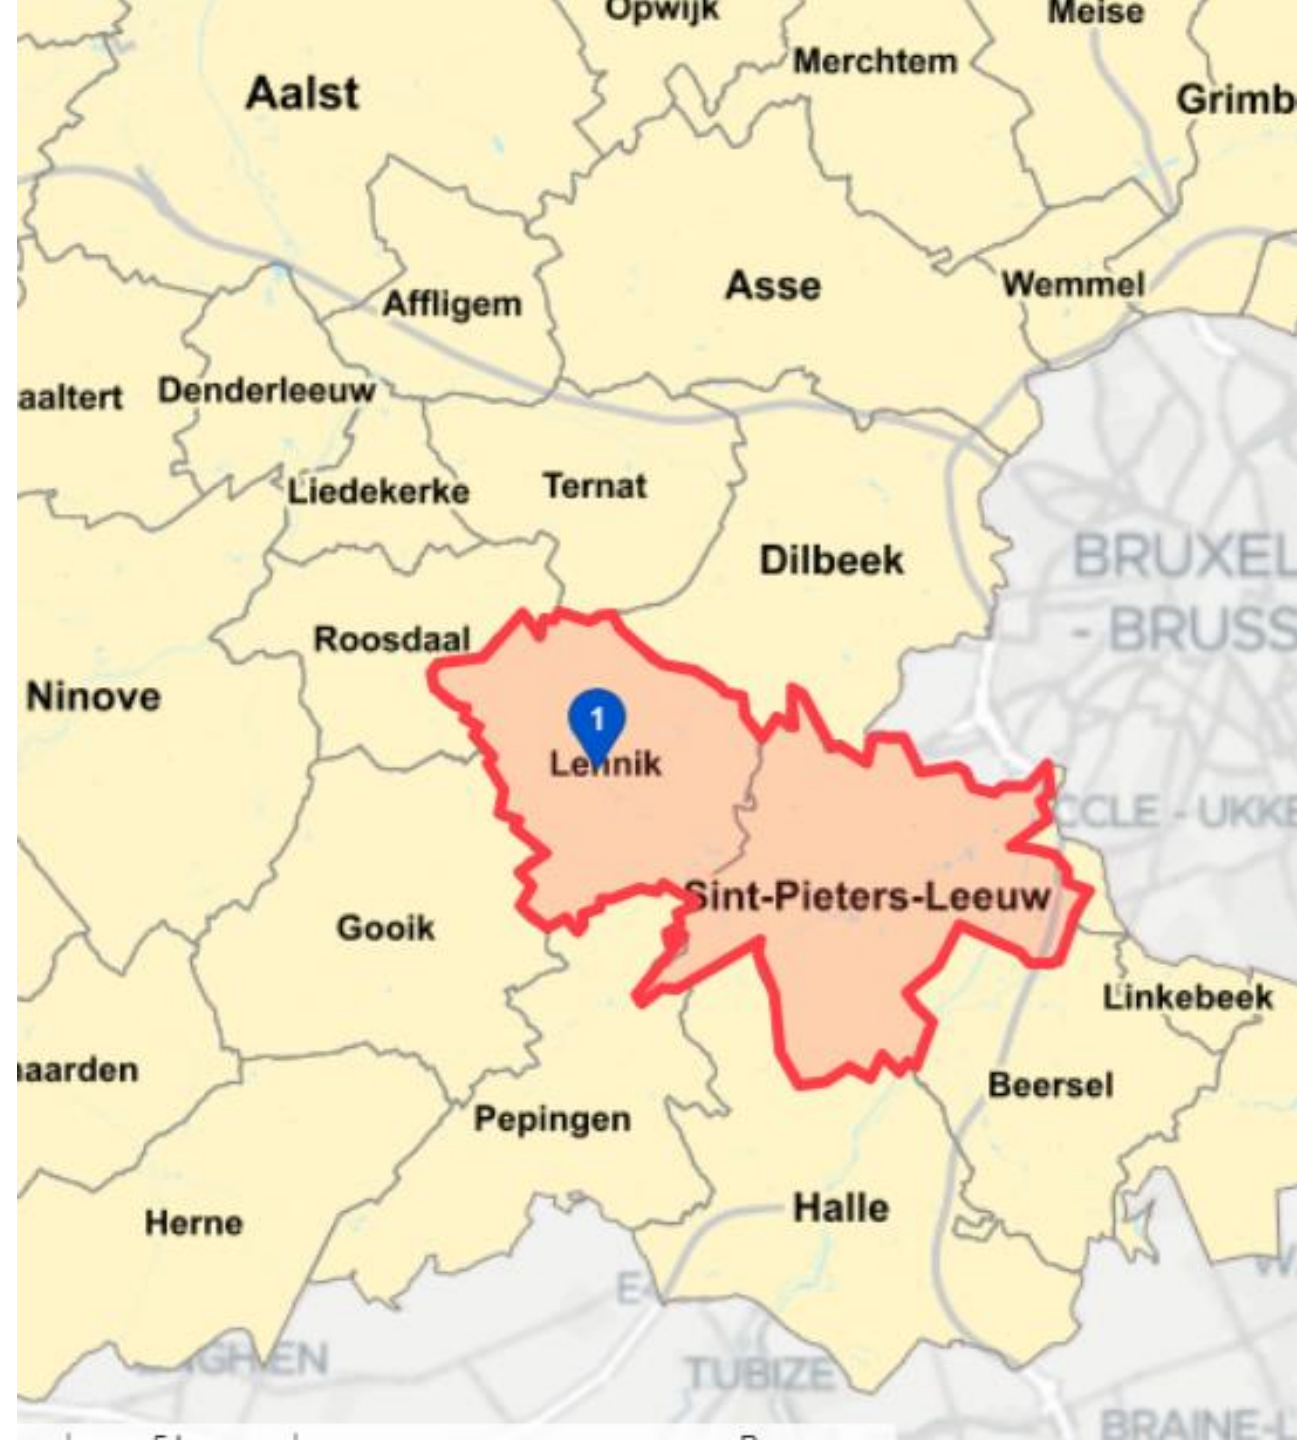 Opwijk
Meise
Merchtem
Aalst
Grimb
Asse
Wemmel
Affligem
aaltert
Denderleeuw
Liedekerke
Ternat
BRUXEL
Dilbeek
- BRUSS
Roosdaal
Ninove
1
Lennik
CCLE - UKKE
Sint-Pieters-Leeuw
Gooik
Linkebeek
aarden
Beersel
Pepingen
Halle
Herne
E4
W
GHIEN
TUBIZE
BRAINE-L